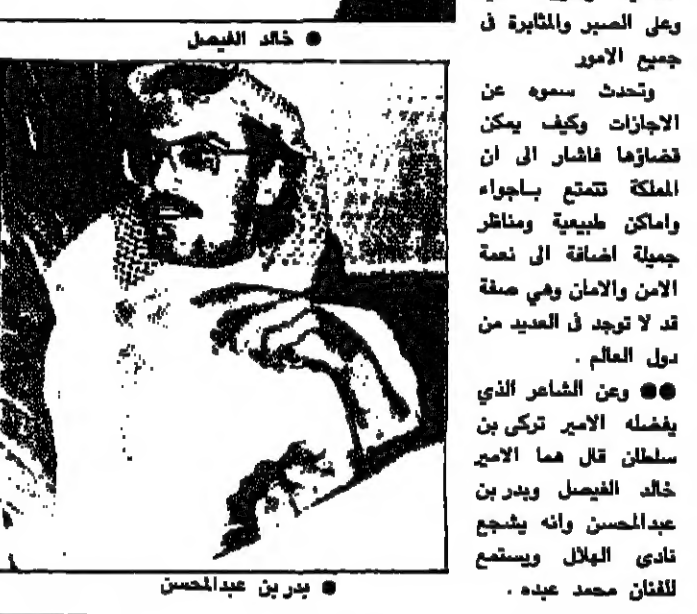 ● خالد الفيصل
وعلى الصبر والمثابرة فى
جميع الامور
وتحدث سموه عن
الاجازات وكيف يمكن
قضاؤها فاشار الى ان
المملكة تتمتع باجواء
واماكن طبيعية ومناظر
جميلة اضافة الى نعمة
الامن والامان وهي صفة
قد لا توجد فى العديد من
دول العالم .
●● وعن الشاعر الذي
يفضله الامير تركى بن
سلطان قال هما الامير
خالد الفيصل وبدر بن
عبدالمحسن وانه يشجع
نادي الهلال ويستمع
للفنان محمد عبده .
● بدر بن عبدالمحسن